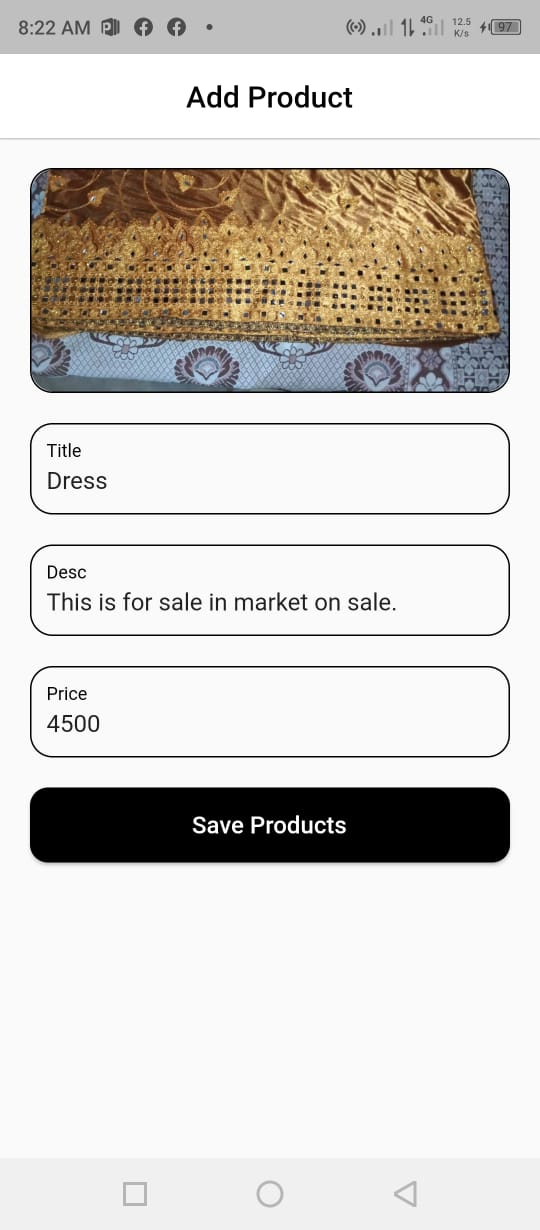 8:22 AM
4G
12.5
K/s
97
Add Product
Title
Dress
Desc
This is for sale in market on sale.
Price
4500
Save Products